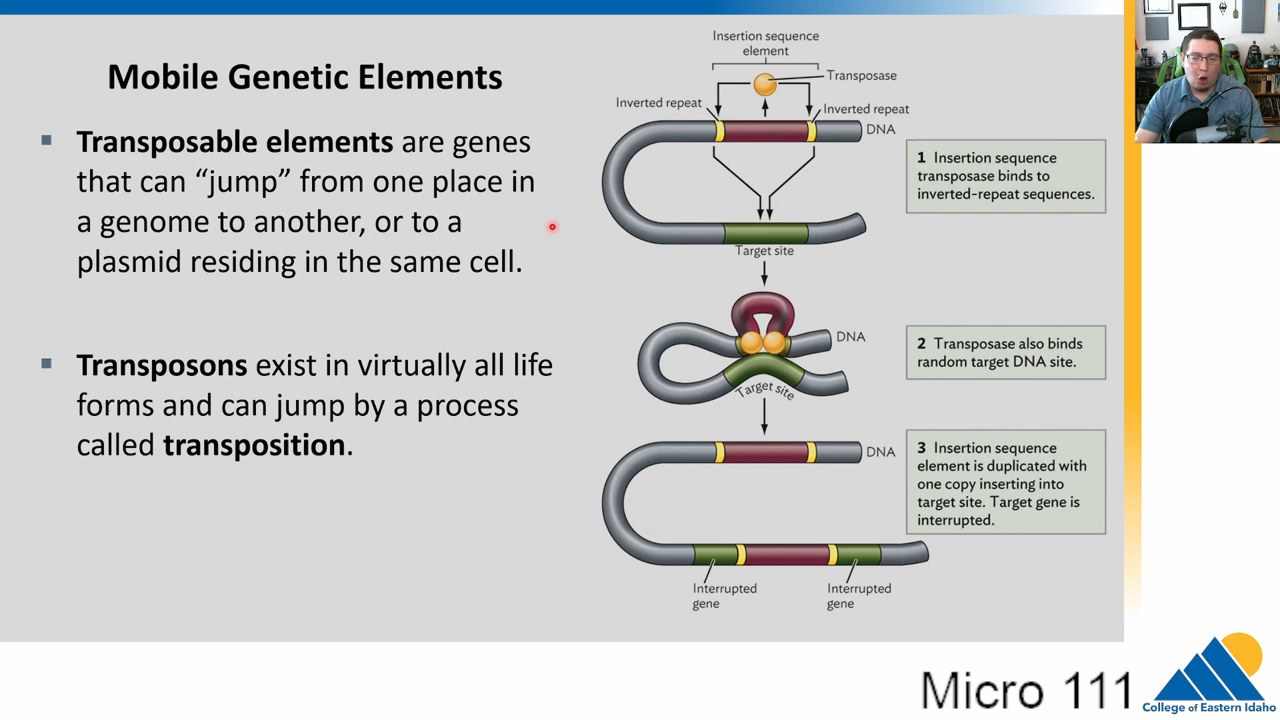 Mobile Genetic Elements
▪ Transposable elements are genes
that can “jump” from one place in
a genome to another, or to a
plasmid residing in the same cell.
▪ Transposons exist in virtually all life
forms and can jump by a process
called transposition.
Insertion sequence
element
Transposase
Inverted repeat
Inverted repeat
DNA
1 Insertion sequence
transposase binds to
inverted-repeat sequences.
Target site
DNA
2 Transposase also binds
random target DNA site.
Target site
DNA
3 Insertion sequence
element is duplicated with
one copy inserting into
target site. Target gene is
interrupted.
Interrupted
gene
Interrupted
gene
Micro 111
College of Eastern Idaho